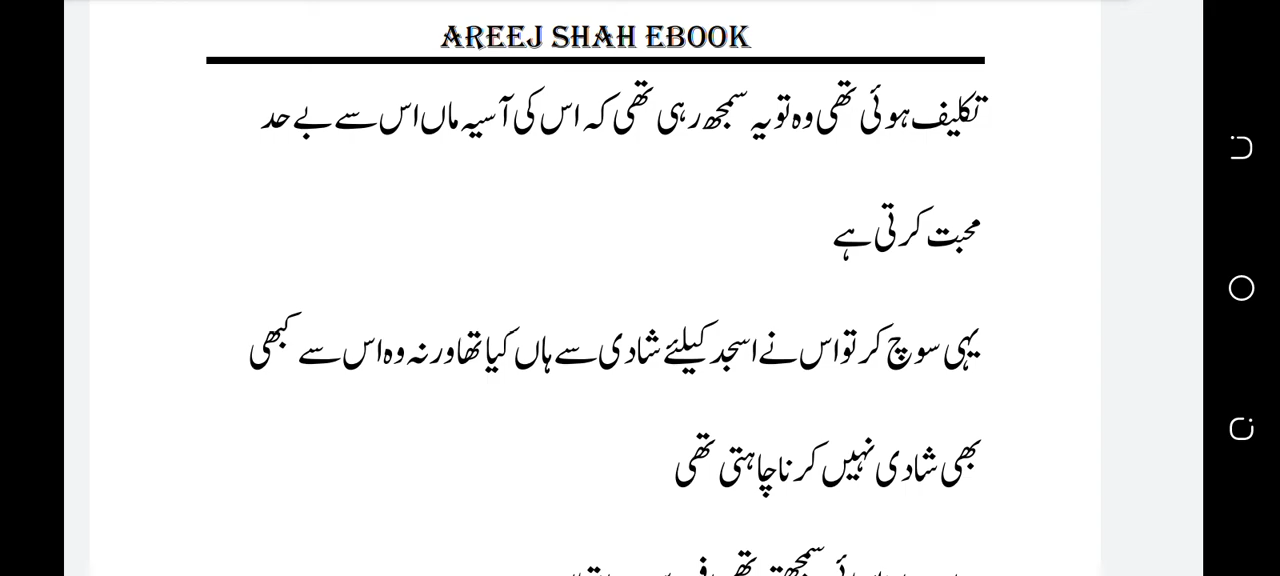 AREEJ SHAH EBOOK
تکلیف ہوئی تھی وہ تو یہ سمجھ رہی تھی کہ اس کی آسیہ ماں اس سے بے حد
محبت کرتی ہے
یہی سوچ کر تو اس نے اسجد کیلئے شادی سے ہاں کیا تھا ورنہ وہ اس سے کبھی
بھی شادی نہیں کرنا چاہتی تھی